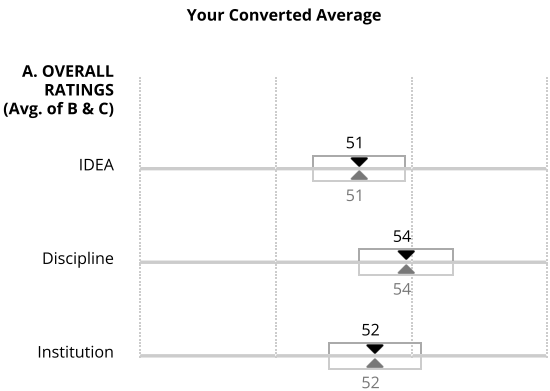 Your Converted Average
A. OVERALL
RATINGS
(Avg. of B & C)
51
IDEA
51
54
Discipline
54
52
Institution
52